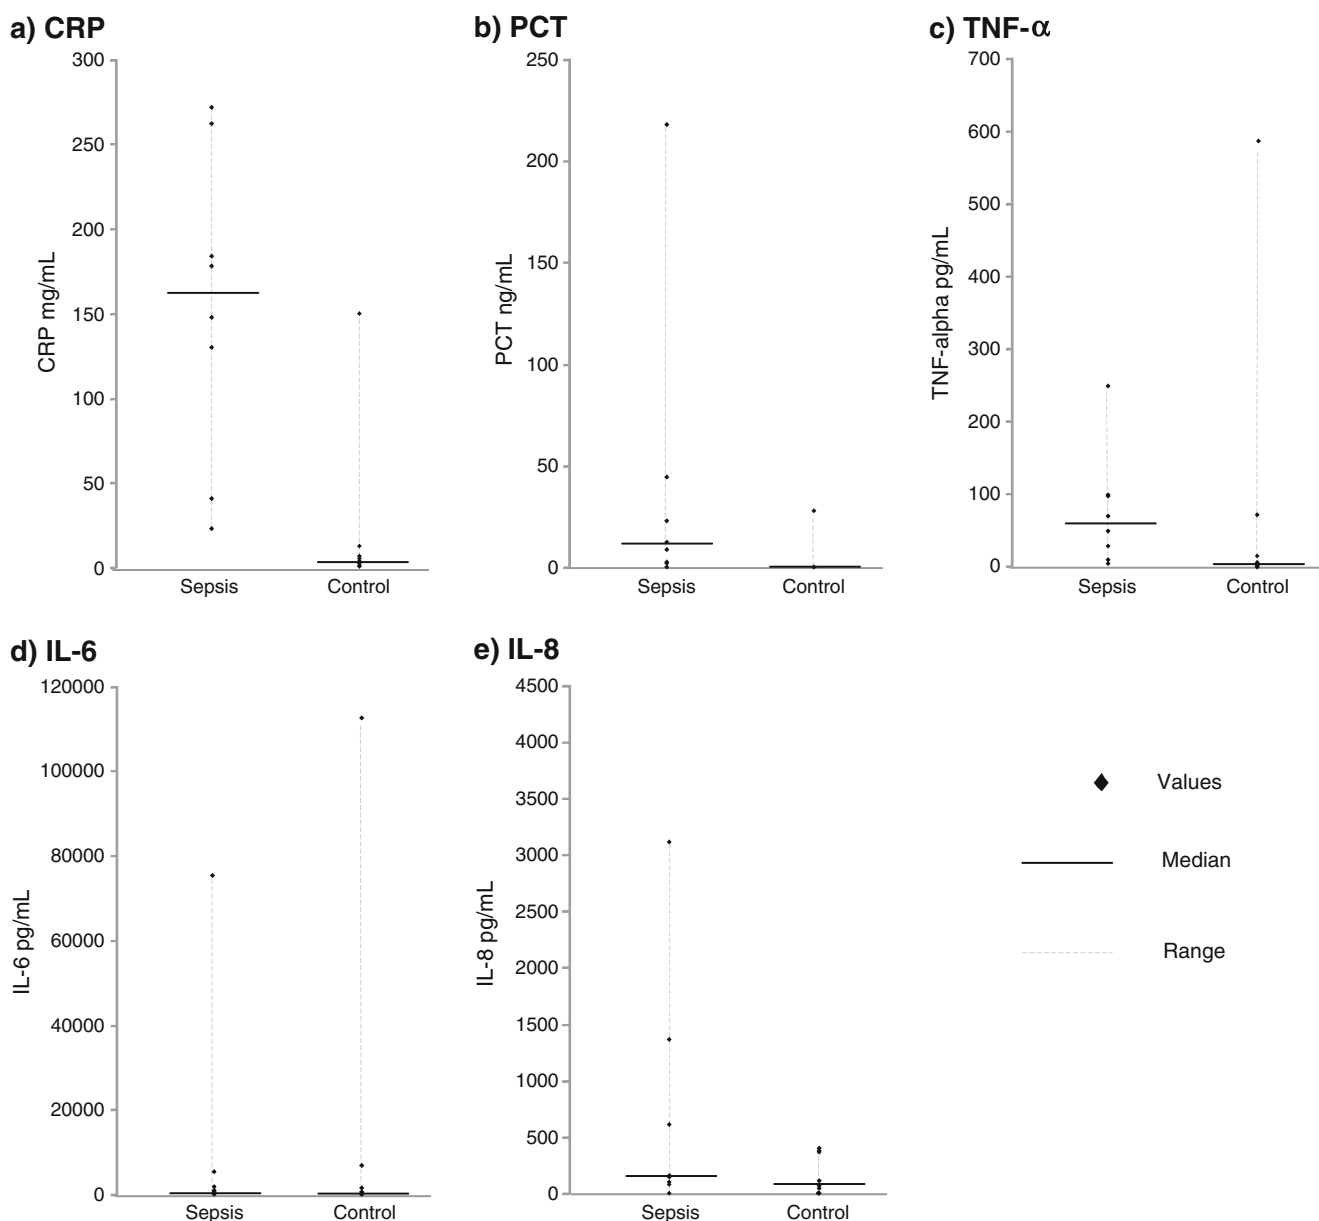 a) CRP
300
250
200
150
100
50
0
CRP mg/mL
Sepsis Control
b) PCT
250
200
150
100
50
0
PCT ng/mL
Sepsis Control
c) TNF-α
700
600
500
400
300
200
100
0
TNF-alpha pg/mL
Sepsis Control
d) IL-6
120000
100000
80000
60000
40000
20000
0
IL-6 pg/mL
Sepsis Control
e) IL-8
4500
4000
3500
3000
2500
2000
1500
1000
500
0
IL-8 pg/mL
Sepsis Control
Values
Median
Range